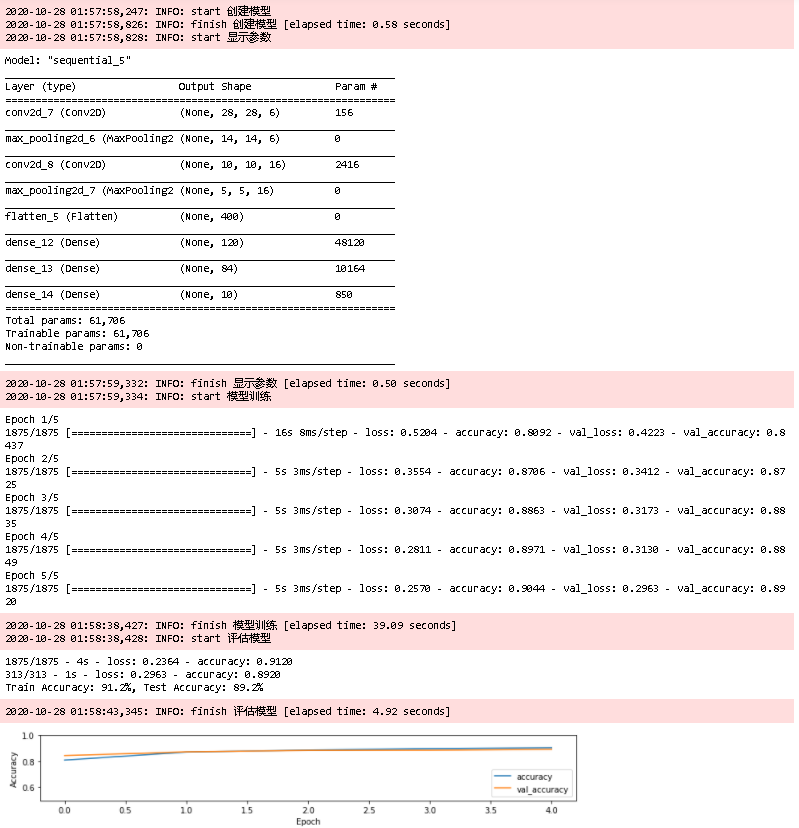 2020-10-28 01:57:58,247: INFO: start 创建模型
2020-10-28 01:57:58,826: INFO: finish 创建模型 [elapsed time: 0.58 seconds]
2020-10-28 01:57:58,828: INFO: start 显示参数
Model: "sequential_5"
Layer (type) Output Shape Param #
conv2d_7 (Conv2D) (None, 28, 28, 6) 156
max_pooling2d_6 (MaxPooling2 (None, 14, 14, 6) 0
conv2d_8 (Conv2D) (None, 10, 10, 16) 2416
max_pooling2d_7 (MaxPooling2 (None, 5, 5, 16) 0
flatten_5 (Flatten) (None, 400) 0
dense_12 (Dense) (None, 120) 48120
dense_13 (Dense) (None, 84) 10164
dense_14 (Dense) (None, 10) 850
Total params: 61,706
Trainable params: 61,706
Non-trainable params: 0
2020-10-28 01:57:59,332: INFO: finish 显示参数 [elapsed time: 0.50 seconds]
2020-10-28 01:57:59,334: INFO: start 模型训练
Epoch 1/5
1875/1875 [==============================] - 16s 8ms/step - loss: 0.5204 - accuracy: 0.8092 - val_loss: 0.4223 - val_accuracy: 0.8
437
Epoch 2/5
1875/1875 [==============================] - 5s 3ms/step - loss: 0.3554 - accuracy: 0.8706 - val_loss: 0.3412 - val_accuracy: 0.87
25
Epoch 3/5
1875/1875 [==============================] - 5s 3ms/step - loss: 0.3074 - accuracy: 0.8863 - val_loss: 0.3173 - val_accuracy: 0.88
35
Epoch 4/5
1875/1875 [==============================] - 5s 3ms/step - loss: 0.2811 - accuracy: 0.8971 - val_loss: 0.3130 - val_accuracy: 0.88
49
Epoch 5/5
1875/1875 [==============================] - 5s 3ms/step - loss: 0.2570 - accuracy: 0.9044 - val_loss: 0.2963 - val_accuracy: 0.89
20
2020-10-28 01:58:38,427: INFO: finish 模型训练 [elapsed time: 39.09 seconds]
2020-10-28 01:58:38,428: INFO: start 评估模型
1875/1875 - 4s - loss: 0.2364 - accuracy: 0.9120
313/313 - 1s - loss: 0.2963 - accuracy: 0.8920
Train Accuracy: 91.2%, Test Accuracy: 89.2%
2020-10-28 01:58:43,345: INFO: finish 评估模型 [elapsed time: 4.92 seconds]
1.0
0.8
0.6
Accuracy
accuracy
val_accuracy
0.0 0.5 1.0 1.5 2.0 2.5 3.0 3.5 4.0
Epoch